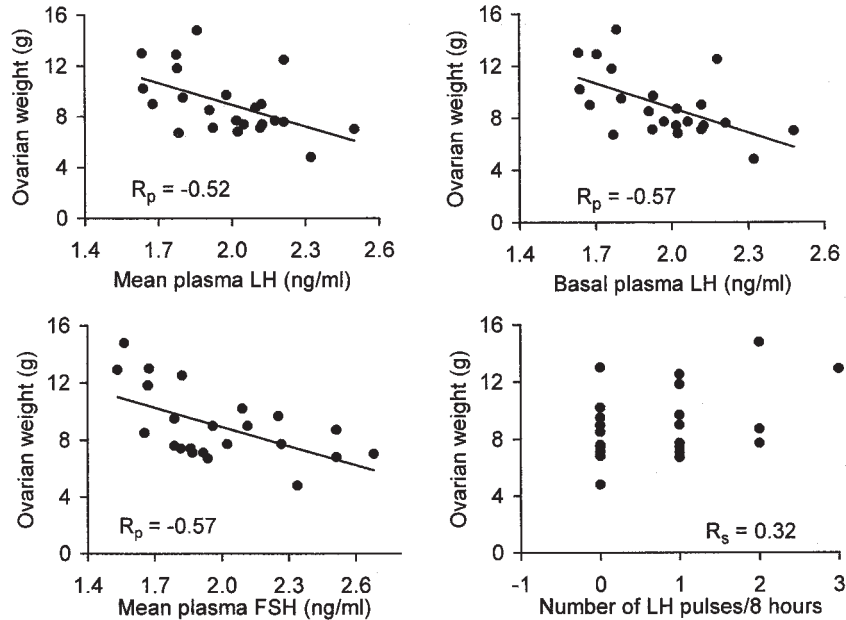 Ovarian weight (g)
16
12
8
4
0
R_p = -0.52
1.4 1.7 2.0 2.3 2.6
Mean plasma LH (ng/ml)
Ovarian weight (g)
16
12
8
4
0
R_p = -0.57
1.4 1.7 2.0 2.3 2.6
Basal plasma LH (ng/ml)
Ovarian weight (g)
16
12
8
4
0
R_p = -0.57
1.4 1.7 2.0 2.3 2.6
Mean plasma FSH (ng/ml)
Ovarian weight (g)
16
12
8
4
0
R_s = 0.32
-1 0 1 2 3
Number of LH pulses/8 hours